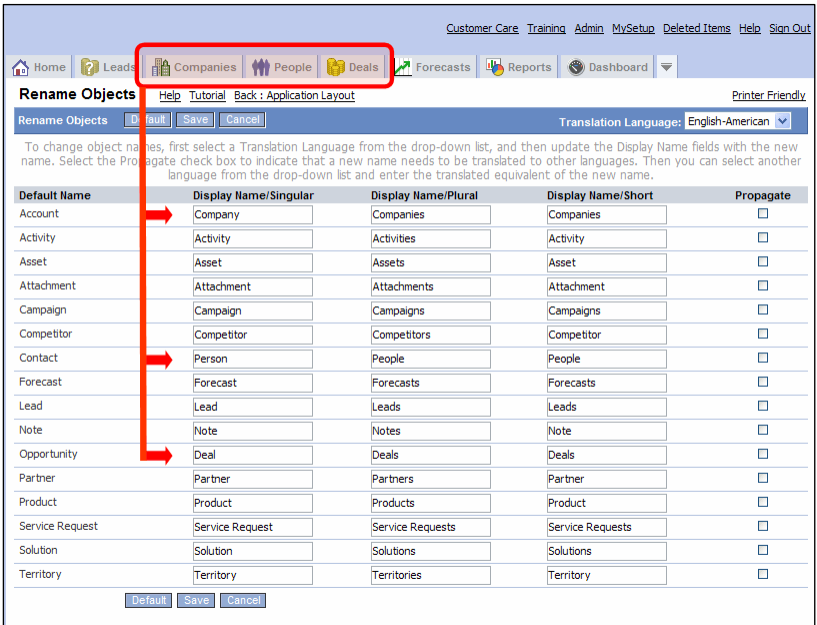 Customer Care Training Admin MySetup Deleted Items Help Sign Out
Home Leads Companies People Deals Forecasts Reports Dashboard
Rename Objects Help Tutorial Back : Application Layout Printer Friendly
Rename Objects Default Save Cancel Translation Language: English-American
To change object names, first select a Translation Language from the drop-down list, and then update the Display Name fields with the new
name. Select the Propagate check box to indicate that a new name needs to be translated to other languages. Then you can select another
language from the drop-down list and enter the translated equivalent of the new name.
Default Name Display Name/Singular Display Name/Plural Display Name/Short Propagate
Account Company Companies Companies
Activity Activity Activities Activity
Asset Asset Assets Asset
Attachment Attachment Attachments Attachment
Campaign Campaign Campaigns Campaigns
Competitor Competitor Competitors Competitor
Contact Person People People
Forecast Forecast Forecasts Forecasts
Lead Lead Leads Leads
Note Note Notes Note
Opportunity Deal Deals Deals
Partner Partner Partners Partner
Product Product Products Product
Service Request Service Request Service Requests Service Requests
Solution Solution Solutions Solutions
Territory Territory Territories Territory
Default Save Cancel